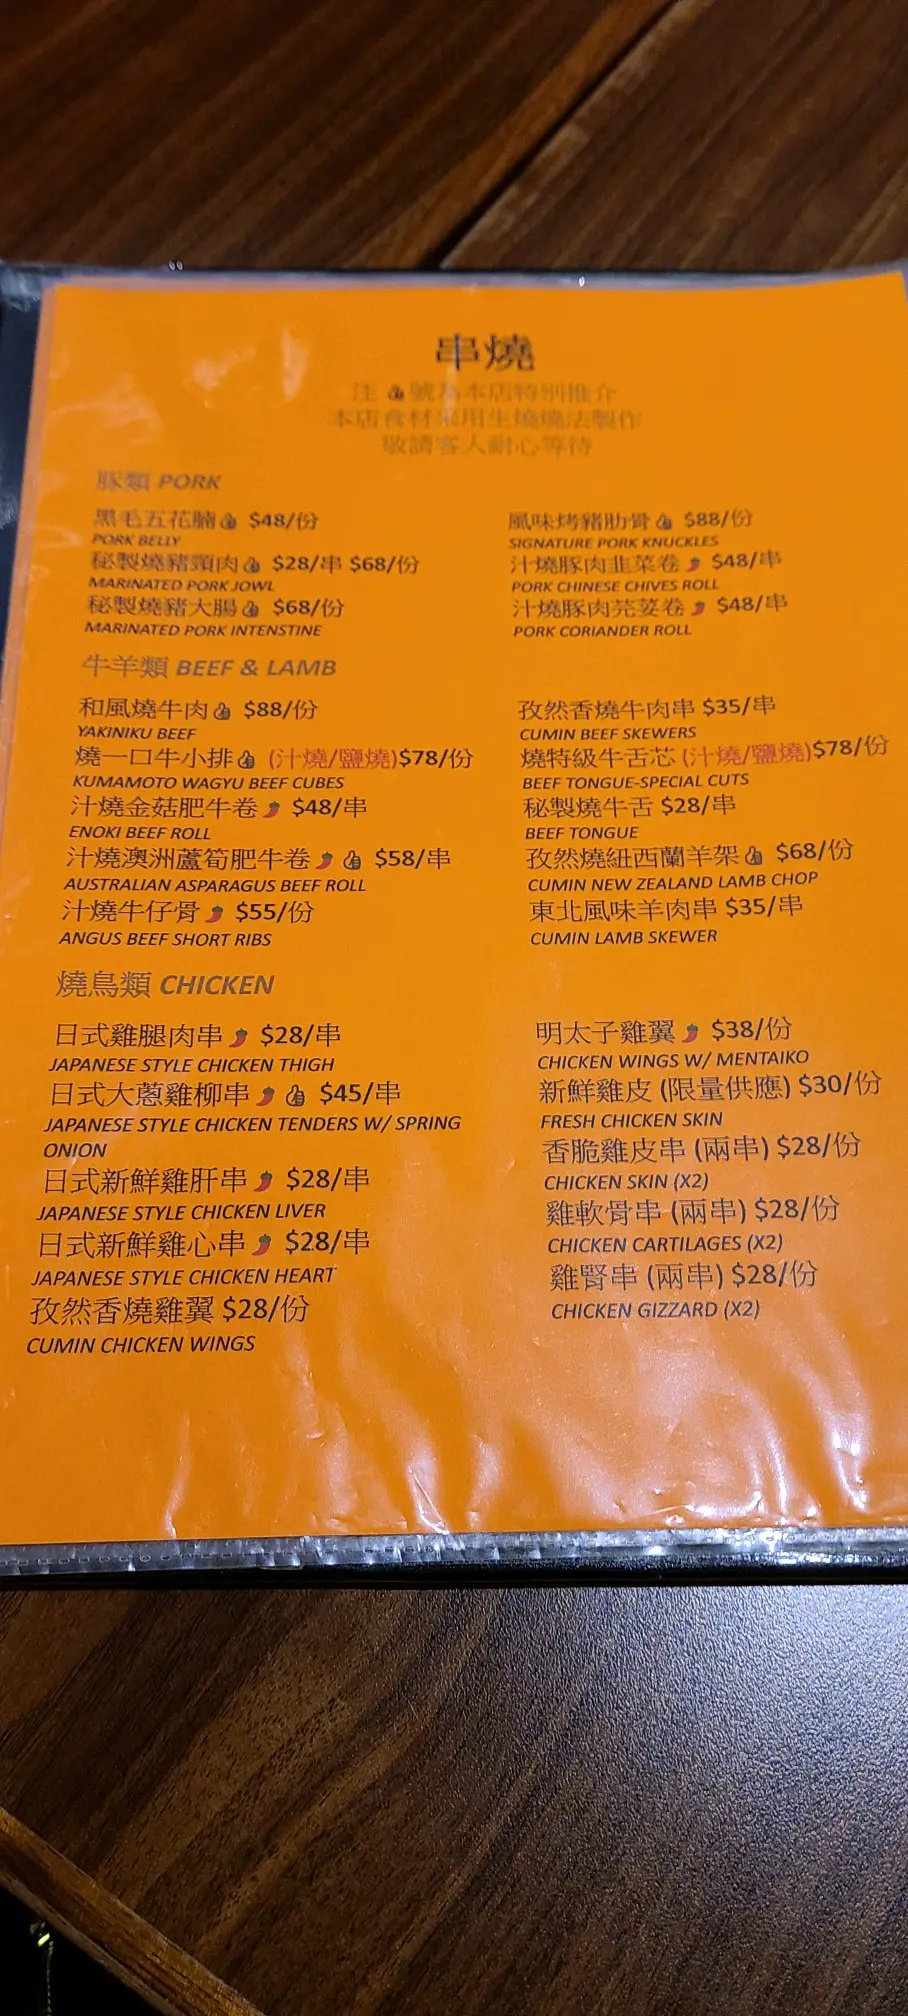 串燒
注 👍號為本店特別推介
本店食材采用生燒燒法製作
敬請客人耐心等待
豚類 PORK
黑毛五花腩👍 $48/份
PORK BELLY
秘製燒豬頸肉👍 $28/串 $68/份
MARINATED PORK JOWL
秘製燒豬大腸👍 $68/份
MARINATED PORK INTENSTINE
風味烤豬肋骨👍 $88/份
SIGNATURE PORK KNUCKLES
汁燒豚肉韭菜卷🌶 $48/串
PORK CHINESE CHIVES ROLL
汁燒豚肉芫荽卷🌶 $48/串
PORK CORIANDER ROLL
牛羊類 BEEF & LAMB
和風燒牛肉👍 $88/份
YAKINIKU BEEF
燒一口牛小排👍 (汁燒/鹽燒)$78/份
KUMAMOTO WAGYU BEEF CUBES
汁燒金菇肥牛卷🌶 $48/串
ENOKI BEEF ROLL
汁燒澳洲蘆筍肥牛卷🌶 👍 $58/串
AUSTRALIAN ASPARAGUS BEEF ROLL
汁燒牛仔骨🌶 $55/份
ANGUS BEEF SHORT RIBS
孜然香燒牛肉串 $35/串
CUMIN BEEF SKEWERS
燒特級牛舌芯 (汁燒/鹽燒)$78/份
BEEF TONGUE-SPECIAL CUTS
秘製燒牛舌 $28/串
BEEF TONGUE
孜然燒紐西蘭羊架👍 $68/份
CUMIN NEW ZEALAND LAMB CHOP
東北風味羊肉串 $35/串
CUMIN LAMB SKEWER
燒鳥類 CHICKEN
日式雞腿肉串🌶 $28/串
JAPANESE STYLE CHICKEN THIGH
日式大蔥雞柳串🌶 👍 $45/串
JAPANESE STYLE CHICKEN TENDERS W/ SPRING
ONION
日式新鮮雞肝串🌶 $28/串
JAPANESE STYLE CHICKEN LIVER
日式新鮮雞心串🌶 $28/串
JAPANESE STYLE CHICKEN HEART
孜然香燒雞翼 $28/份
CUMIN CHICKEN WINGS
明太子雞翼🌶 $38/份
CHICKEN WINGS W/ MENTAIKO
新鮮雞皮 (限量供應) $30/份
FRESH CHICKEN SKIN
香脆雞皮串 (兩串) $28/份
CHICKEN SKIN (X2)
雞軟骨串 (兩串) $28/份
CHICKEN CARTILAGES (X2)
雞腎串 (兩串) $28/份
CHICKEN GIZZARD (X2)